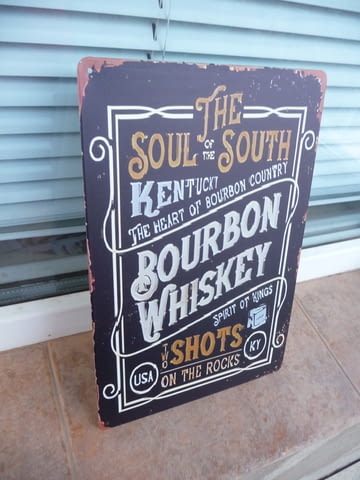 THE
SOUL OF THE SOUTH
KENTUCKY
THE HEART OF BOURBON COUNTRY
BOURBON
& WHISKEY
SPIRIT OF KINGS
TWO SHOTS
USA ON THE ROCKS KY